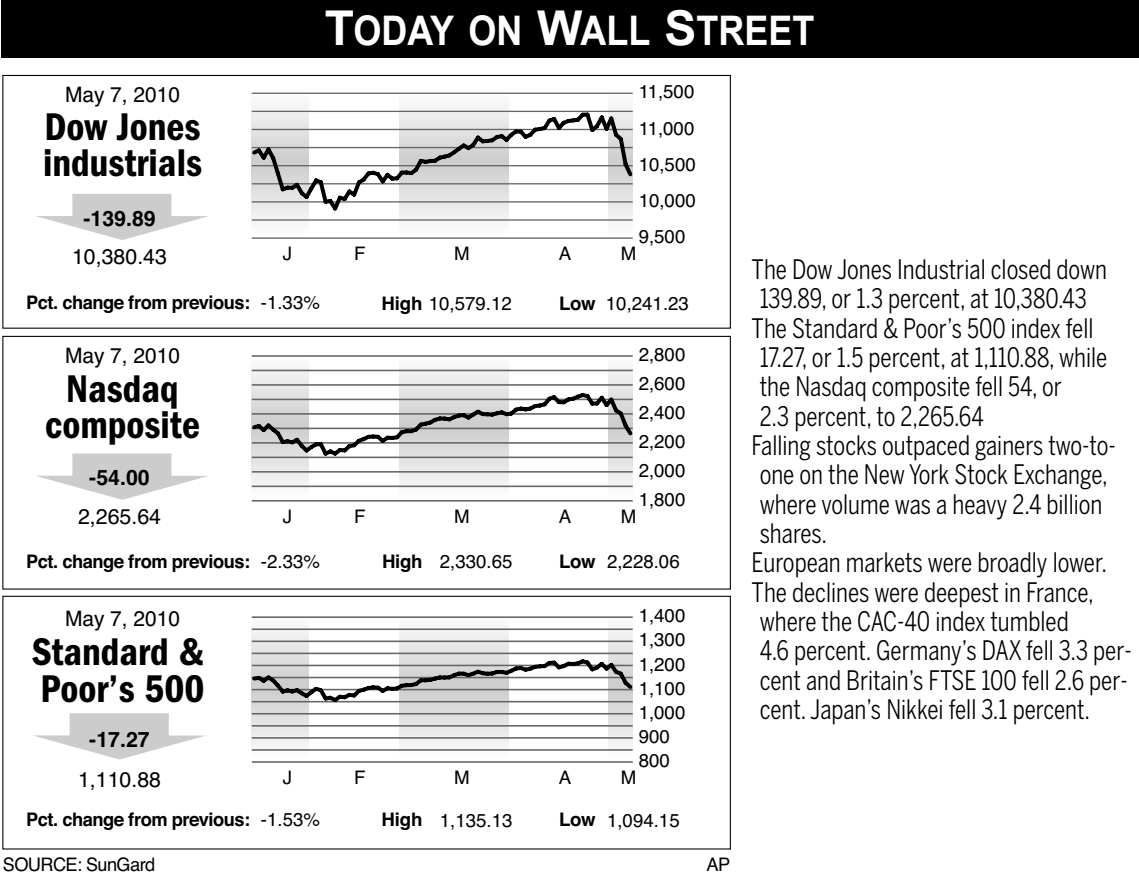 TODAY ON WALL STREET
May 7, 2010
Dow Jones
industrials
-139.89
10,380.43
11,500
11,000
10,500
10,000
9,500
J F M A M
Pct. change from previous: -1.33% High 10,579.12 Low 10,241.23
May 7, 2010
Nasdaq
composite
-54.00
2,265.64
2,800
2,600
2,400
2,200
2,000
1,800
J F M A M
Pct. change from previous: -2.33% High 2,330.65 Low 2,228.06
May 7, 2010
Standard &
Poor's 500
-17.27
1,110.88
1,400
1,300
1,200
1,100
1,000
900
800
J F M A M
Pct. change from previous: -1.53% High 1,135.13 Low 1,094.15
SOURCE: SunGard AP
The Dow Jones Industrial closed down
139.89, or 1.3 percent, at 10,380.43
The Standard & Poor's 500 index fell
17.27, or 1.5 percent, at 1,110.88, while
the Nasdaq composite fell 54, or
2.3 percent, to 2,265.64
Falling stocks outpaced gainers two-to-
one on the New York Stock Exchange,
where volume was a heavy 2.4 billion
shares.
European markets were broadly lower.
The declines were deepest in France,
where the CAC-40 index tumbled
4.6 percent. Germany's DAX fell 3.3 per-
cent and Britain's FTSE 100 fell 2.6 per-
cent. Japan's Nikkei fell 3.1 percent.